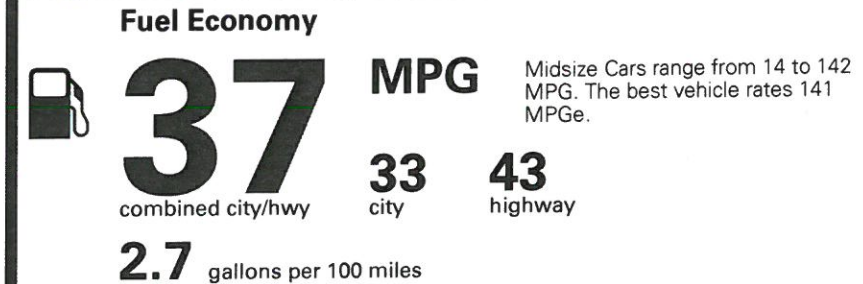 Fuel Economy
37 MPG
Midsize Cars range from 14 to 142
MPG. The best vehicle rates 141
MPGe.
33 43
combined city/hwy city highway
2.7 gallons per 100 miles